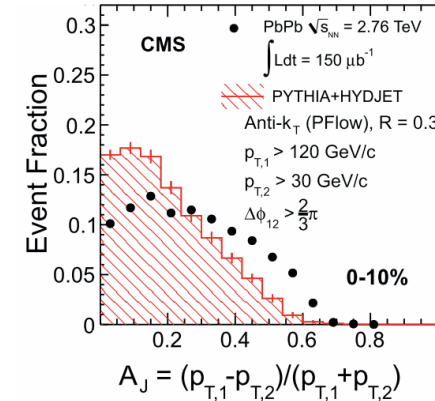 CMS
PbPb √s_NN = 2.76 TeV
∫Ldt = 150 μb⁻¹
PYTHIA+HYDJET
Anti-k_T (PFlow), R = 0.3
p_T,1 > 120 GeV/c
p_T,2 > 30 GeV/c
Δϕ_12 > 2/3 π
0-10%
Event Fraction
0.3
0.25
0.2
0.15
0.1
0.05
0
0.2 0.4 0.6 0.8
A_J = (p_T,1-p_T,2)/(p_T,1+p_T,2)